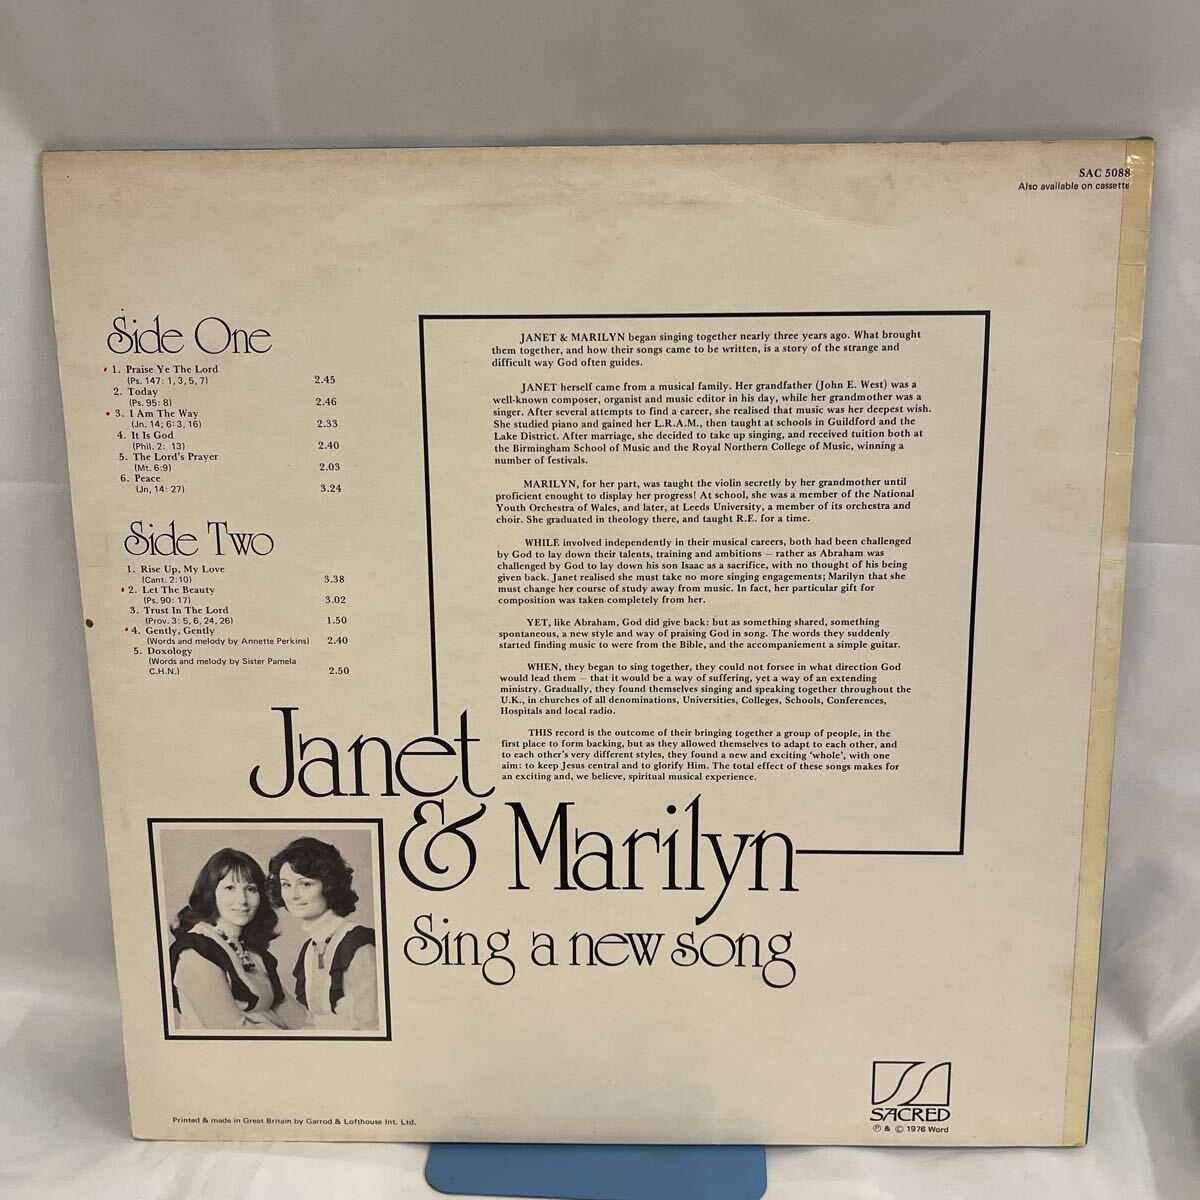 SAC 5088
Also available on cassette
Side One
1. Praise Ye The Lord
(Ps. 147: 1, 3, 5, 7) 2.45
2. Today
(Ps. 95: 8) 2.46
3. I Am The Way
(Jn. 14; 6: 3, 16) 2.33
4. It Is God
(Phil. 2: 13) 2.40
5. The Lord's Prayer
(Mt. 6:9) 2.03
6. Peace
(Jn, 14: 27) 3.24
Side Two
1. Rise Up, My Love
(Cant. 2:10) 3.38
2. Let The Beauty
(Ps. 90: 17) 3.02
3. Trust In The Lord
(Prov. 3: 5, 6, 24, 26) 1.50
4. Gently, Gently
(Words and melody by Annette Perkins) 2.40
5. Doxology
(Words and melody by Sister Pamela
C.H.N.) 2.50
JANET & MARILYN began singing together nearly three years ago. What brought
them together, and how their songs came to be written, is a story of the strange and
difficult way God often guides.
JANET herself came from a musical family. Her grandfather (John E. West) was a
well-known composer, organist and music editor in his day, while her grandmother was a
singer. After several attempts to find a career, she realised that music was her deepest wish.
She studied piano and gained her L.R.A.M., then taught at schools in Guildford and the
Lake District. After marriage, she decided to take up singing, and received tuition both at
the Birmingham School of Music and the Royal Northern College of Music, winning a
number of festivals.
MARILYN, for her part, was taught the violin secretly by her grandmother until
proficient enought to display her progress! At school, she was a member of the National
Youth Orchestra of Wales, and later, at Leeds University, a member of its orchestra and
choir. She graduated in theology there, and taught R.E. for a time.
WHILE involved independently in their musical careers, both had been challenged
by God to lay down their talents, training and ambitions — rather as Abraham was
challenged by God to lay down his son Isaac as a sacrifice, with no thought of his being
given back. Janet realised she must take no more singing engagements; Marilyn that she
must change her course of study away from music. In fact, her particular gift for
composition was taken completely from her.
YET, like Abraham, God did give back: but as something shared, something
spontaneous, a new style and way of praising God in song. The words they suddenly
started finding music to were from the Bible, and the accompaniement a simple guitar.
WHEN, they began to sing together, they could not forsee in what direction God
would lead them — that it would be a way of suffering, yet a way of an extending
ministry. Gradually, they found themselves singing and speaking together throughout the
U.K., in churches of all denominations, Universities, Colleges, Schools, Conferences,
Hospitals and local radio.
THIS record is the outcome of their bringing together a group of people, in the
first place to form backing, but as they allowed themselves to adapt to each other, and
to each other's very different styles, they found a new and exciting 'whole', with one
aim: to keep Jesus central and to glorify Him. The total effect of these songs makes for
an exciting and, we believe, spiritual musical experience.
Janet
& Marilyn
Sing a new song
SACRED
℗ & © 1976 Word
Printed & made in Great Britain by Garrod & Lofthouse Int. Ltd.